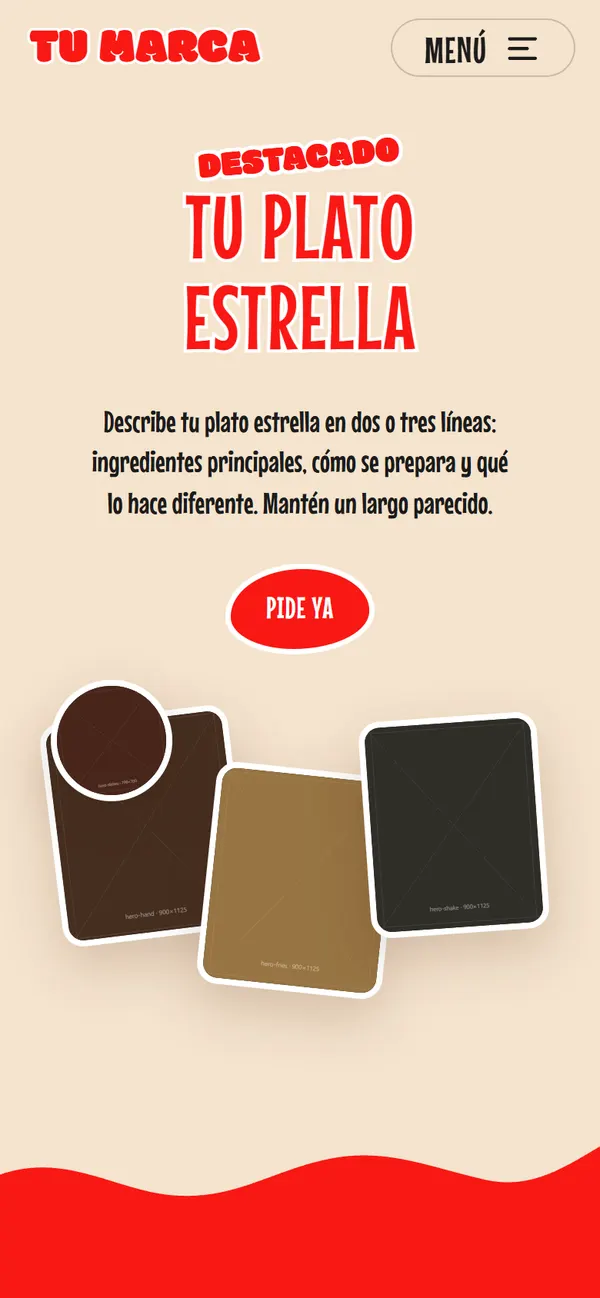 TU MARCA
MENÚ
DESTACADO
TU PLATO
ESTRELLA
Describe tu plato estrella en dos o tres líneas:
ingredientes principales, cómo se prepara y qué
lo hace diferente. Mantén un largo parecido.
PIDE YA
hero-hand · 900×1125
hero-fries · 900×1125
hero-shake · 900×1125